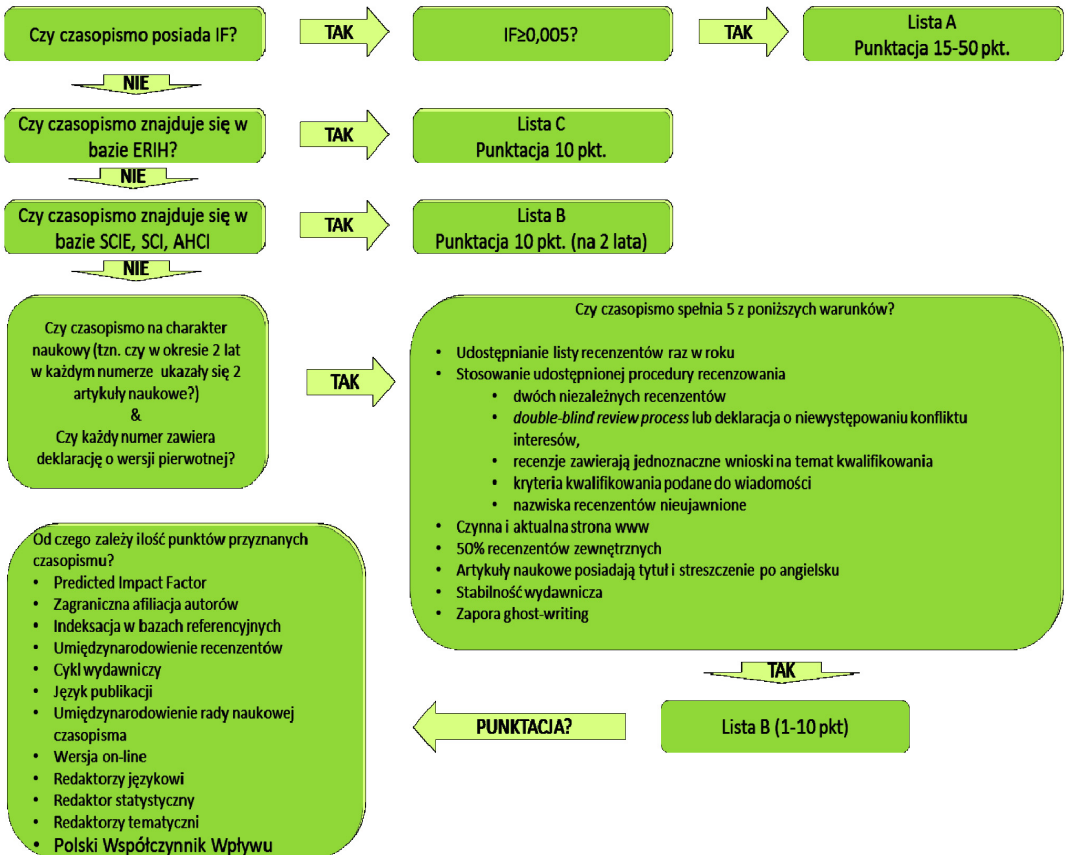 Czy czasopismo posiada IF?
TAK
IF≥0,005?
TAK
Lista A
Punktacja 15-50 pkt.
NIE
Czy czasopismo znajduje się w
bazie ERIH?
TAK
Lista C
Punktacja 10 pkt.
NIE
Czy czasopismo znajduje się w
bazie SCIE, SCI, AHCI
TAK
Lista B
Punktacja 10 pkt. (na 2 lata)
NIE
Czy czasopismo na charakter
naukowy (tzn. czy w okresie 2 lat
w każdym numerze ukazały się 2
artykuły naukowe?)
&
Czy każdy numer zawiera
deklarację o wersji pierwotnej?
TAK
Czy czasopismo spełnia 5 z poniższych warunków?
• Udostępnianie listy recenzentów raz w roku
• Stosowanie udostępnionej procedury recenzowania
• dwóch niezależnych recenzentów
• double-blind review process lub deklaracja o niewystępowaniu konfliktu
interesów,
• recenzje zawierają jednoznaczne wnioski na temat kwalifikowania
• kryteria kwalifikowania podane do wiadomości
• nazwiska recenzentów nieujawnione
• Czynna i aktualna strona www
• 50% recenzentów zewnętrznych
• Artykuły naukowe posiadają tytuł i streszczenie po angielsku
• Stabilność wydawnicza
• Zapora ghost-writing
TAK
Lista B (1-10 pkt)
PUNKTACJA?
Od czego zależy ilość punktów przyznanych
czasopismu?
• Predicted Impact Factor
• Zagraniczna afiliacja autorów
• Indeksacja w bazach referencyjnych
• Umiędzynarodowienie recenzentów
• Cykl wydawniczy
• Język publikacji
• Umiędzynarodowienie rady naukowej
czasopisma
• Wersja on-line
• Redaktorzy językowi
• Redaktor statystyczny
• Redaktorzy tematyczni
• Polski Współczynnik Wpływu